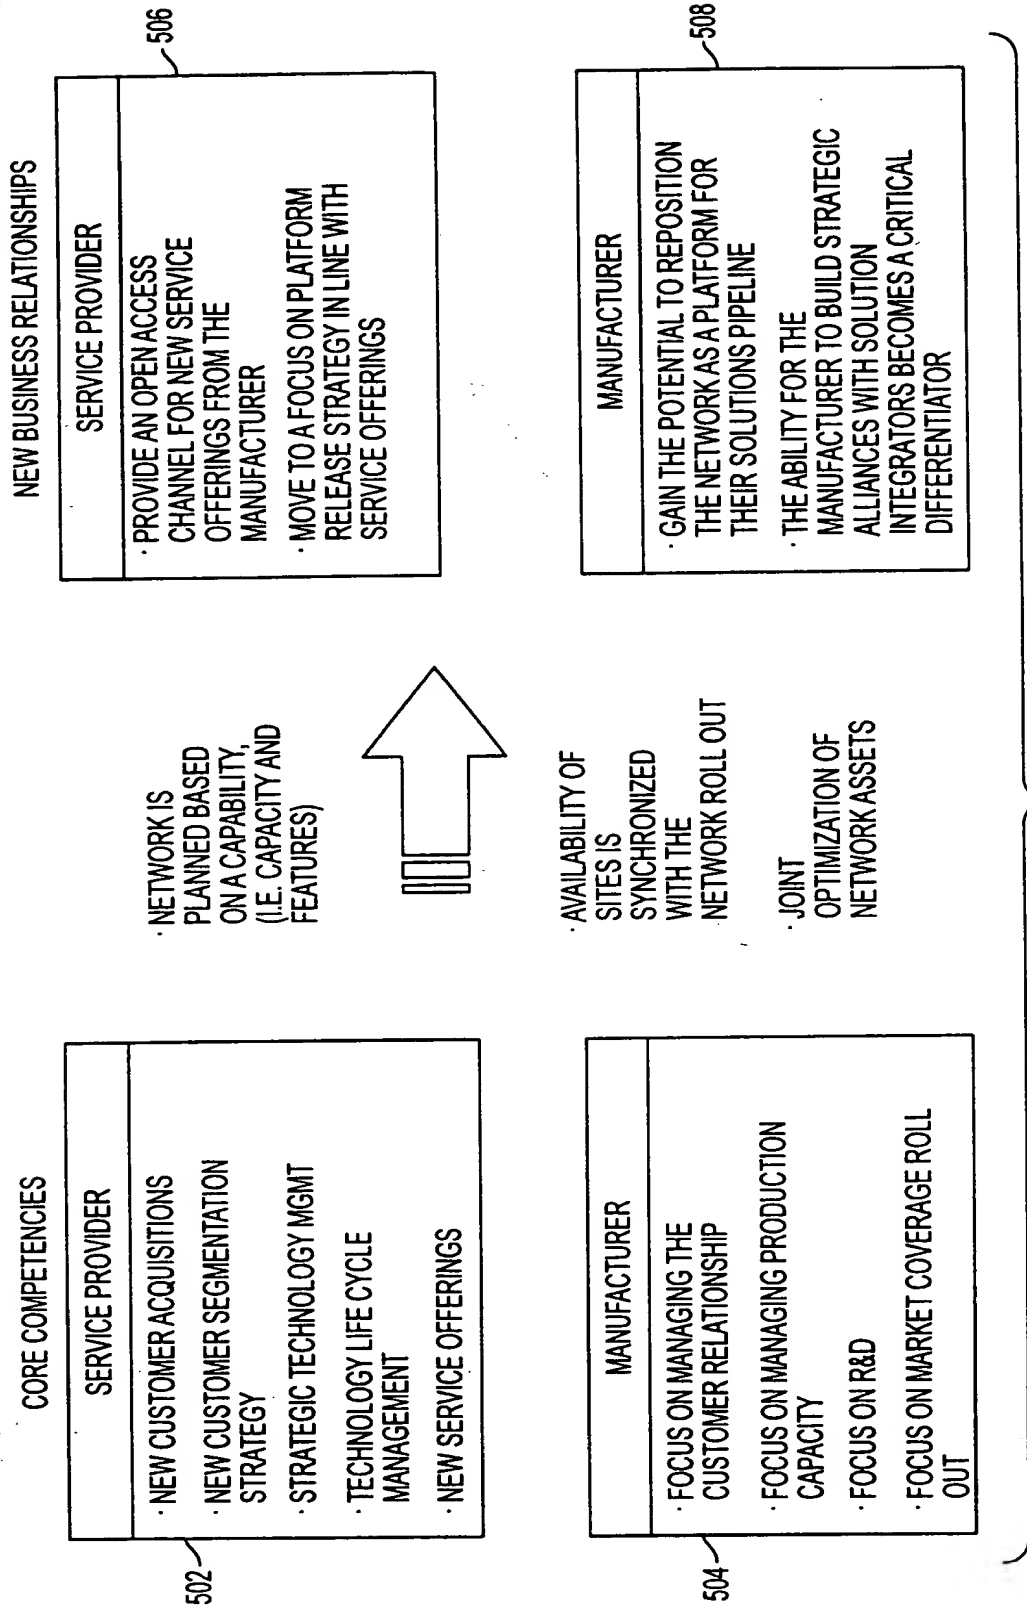 CORE COMPETENCIES
SERVICE PROVIDER
· NEW CUSTOMER ACQUISITIONS
· NEW CUSTOMER SEGMENTATION
STRATEGY
· STRATEGIC TECHNOLOGY MGMT
· TECHNOLOGY LIFE CYCLE
MANAGEMENT
· NEW SERVICE OFFERINGS
502
MANUFACTURER
· FOCUS ON MANAGING THE
CUSTOMER RELATIONSHIP
· FOCUS ON MANAGING PRODUCTION
CAPACITY
· FOCUS ON R&D
· FOCUS ON MARKET COVERAGE ROLL
OUT
504
· NETWORK IS
PLANNED BASED
ON A CAPABILITY,
(I.E. CAPACITY AND
FEATURES)
· AVAILABILITY OF
SITES IS
SYNCHRONIZED
WITH THE
NETWORK ROLL OUT
· JOINT
OPTIMIZATION OF
NETWORK ASSETS
NEW BUSINESS RELATIONSHIPS
SERVICE PROVIDER
· PROVIDE AN OPEN ACCESS
CHANNEL FOR NEW SERVICE
OFFERINGS FROM THE
MANUFACTURER
· MOVE TO A FOCUS ON PLATFORM
RELEASE STRATEGY IN LINE WITH
SERVICE OFFERINGS
506
MANUFACTURER
· GAIN THE POTENTIAL TO REPOSITION
THE NETWORK AS A PLATFORM FOR
THEIR SOLUTIONS PIPELINE
· THE ABILITY FOR THE
MANUFACTURER TO BUILD STRATEGIC
ALLIANCES WITH SOLUTION
INTEGRATORS BECOMES A CRITICAL
DIFFERENTIATOR
508